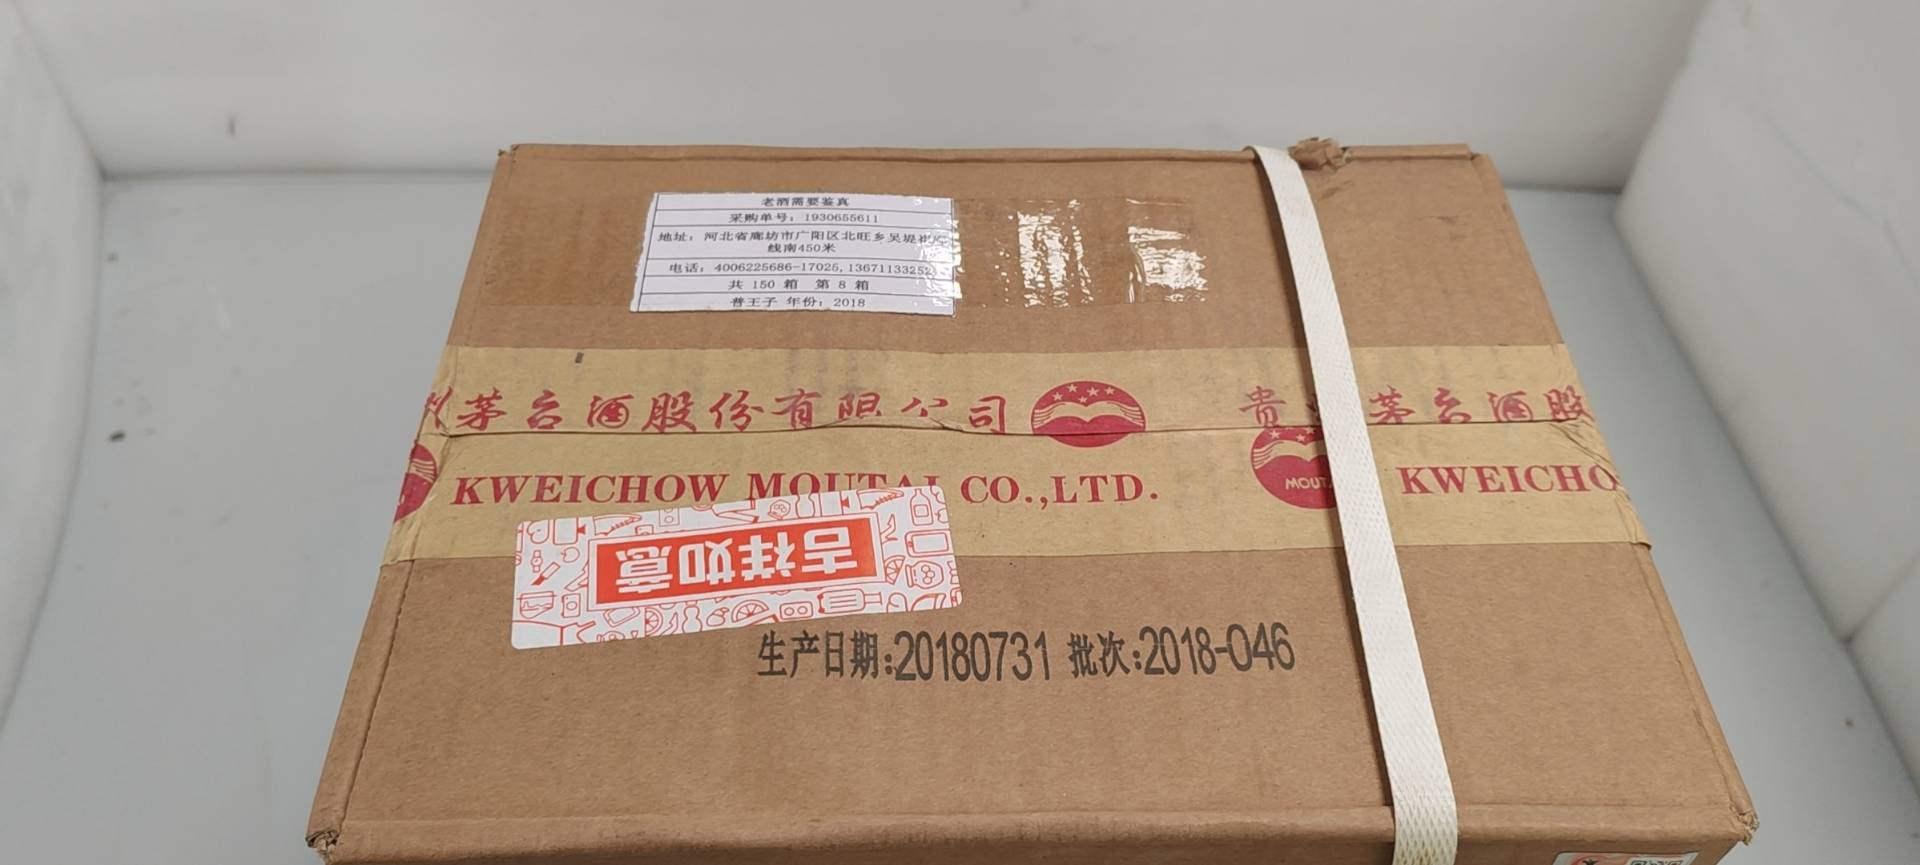 老酒需要鉴真
采购单号：1930655611
地址：河北省廊坊市广阳区北旺乡吴堤
线南450米
电话：4006225686-17025,13671133252
共 150 箱 第 8 箱
普王子 年份：2018
茅台酒股份有限公司 贵 茅台酒股
KWEICHOW MOUTAI CO.,LTD. MOUT KWEICHO
吉祥如意
生产日期:20180731 批次:2018-046